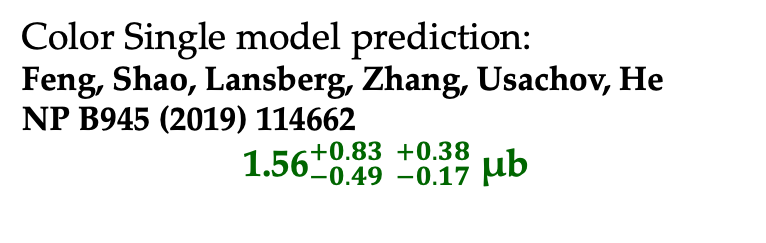 Color Single model prediction:
Feng, Shao, Lansberg, Zhang, Usachov, He
NP B945 (2019) 114662
1.56^{+0.83}_{−0.49} ^{+0.38}_{−0.17} μb